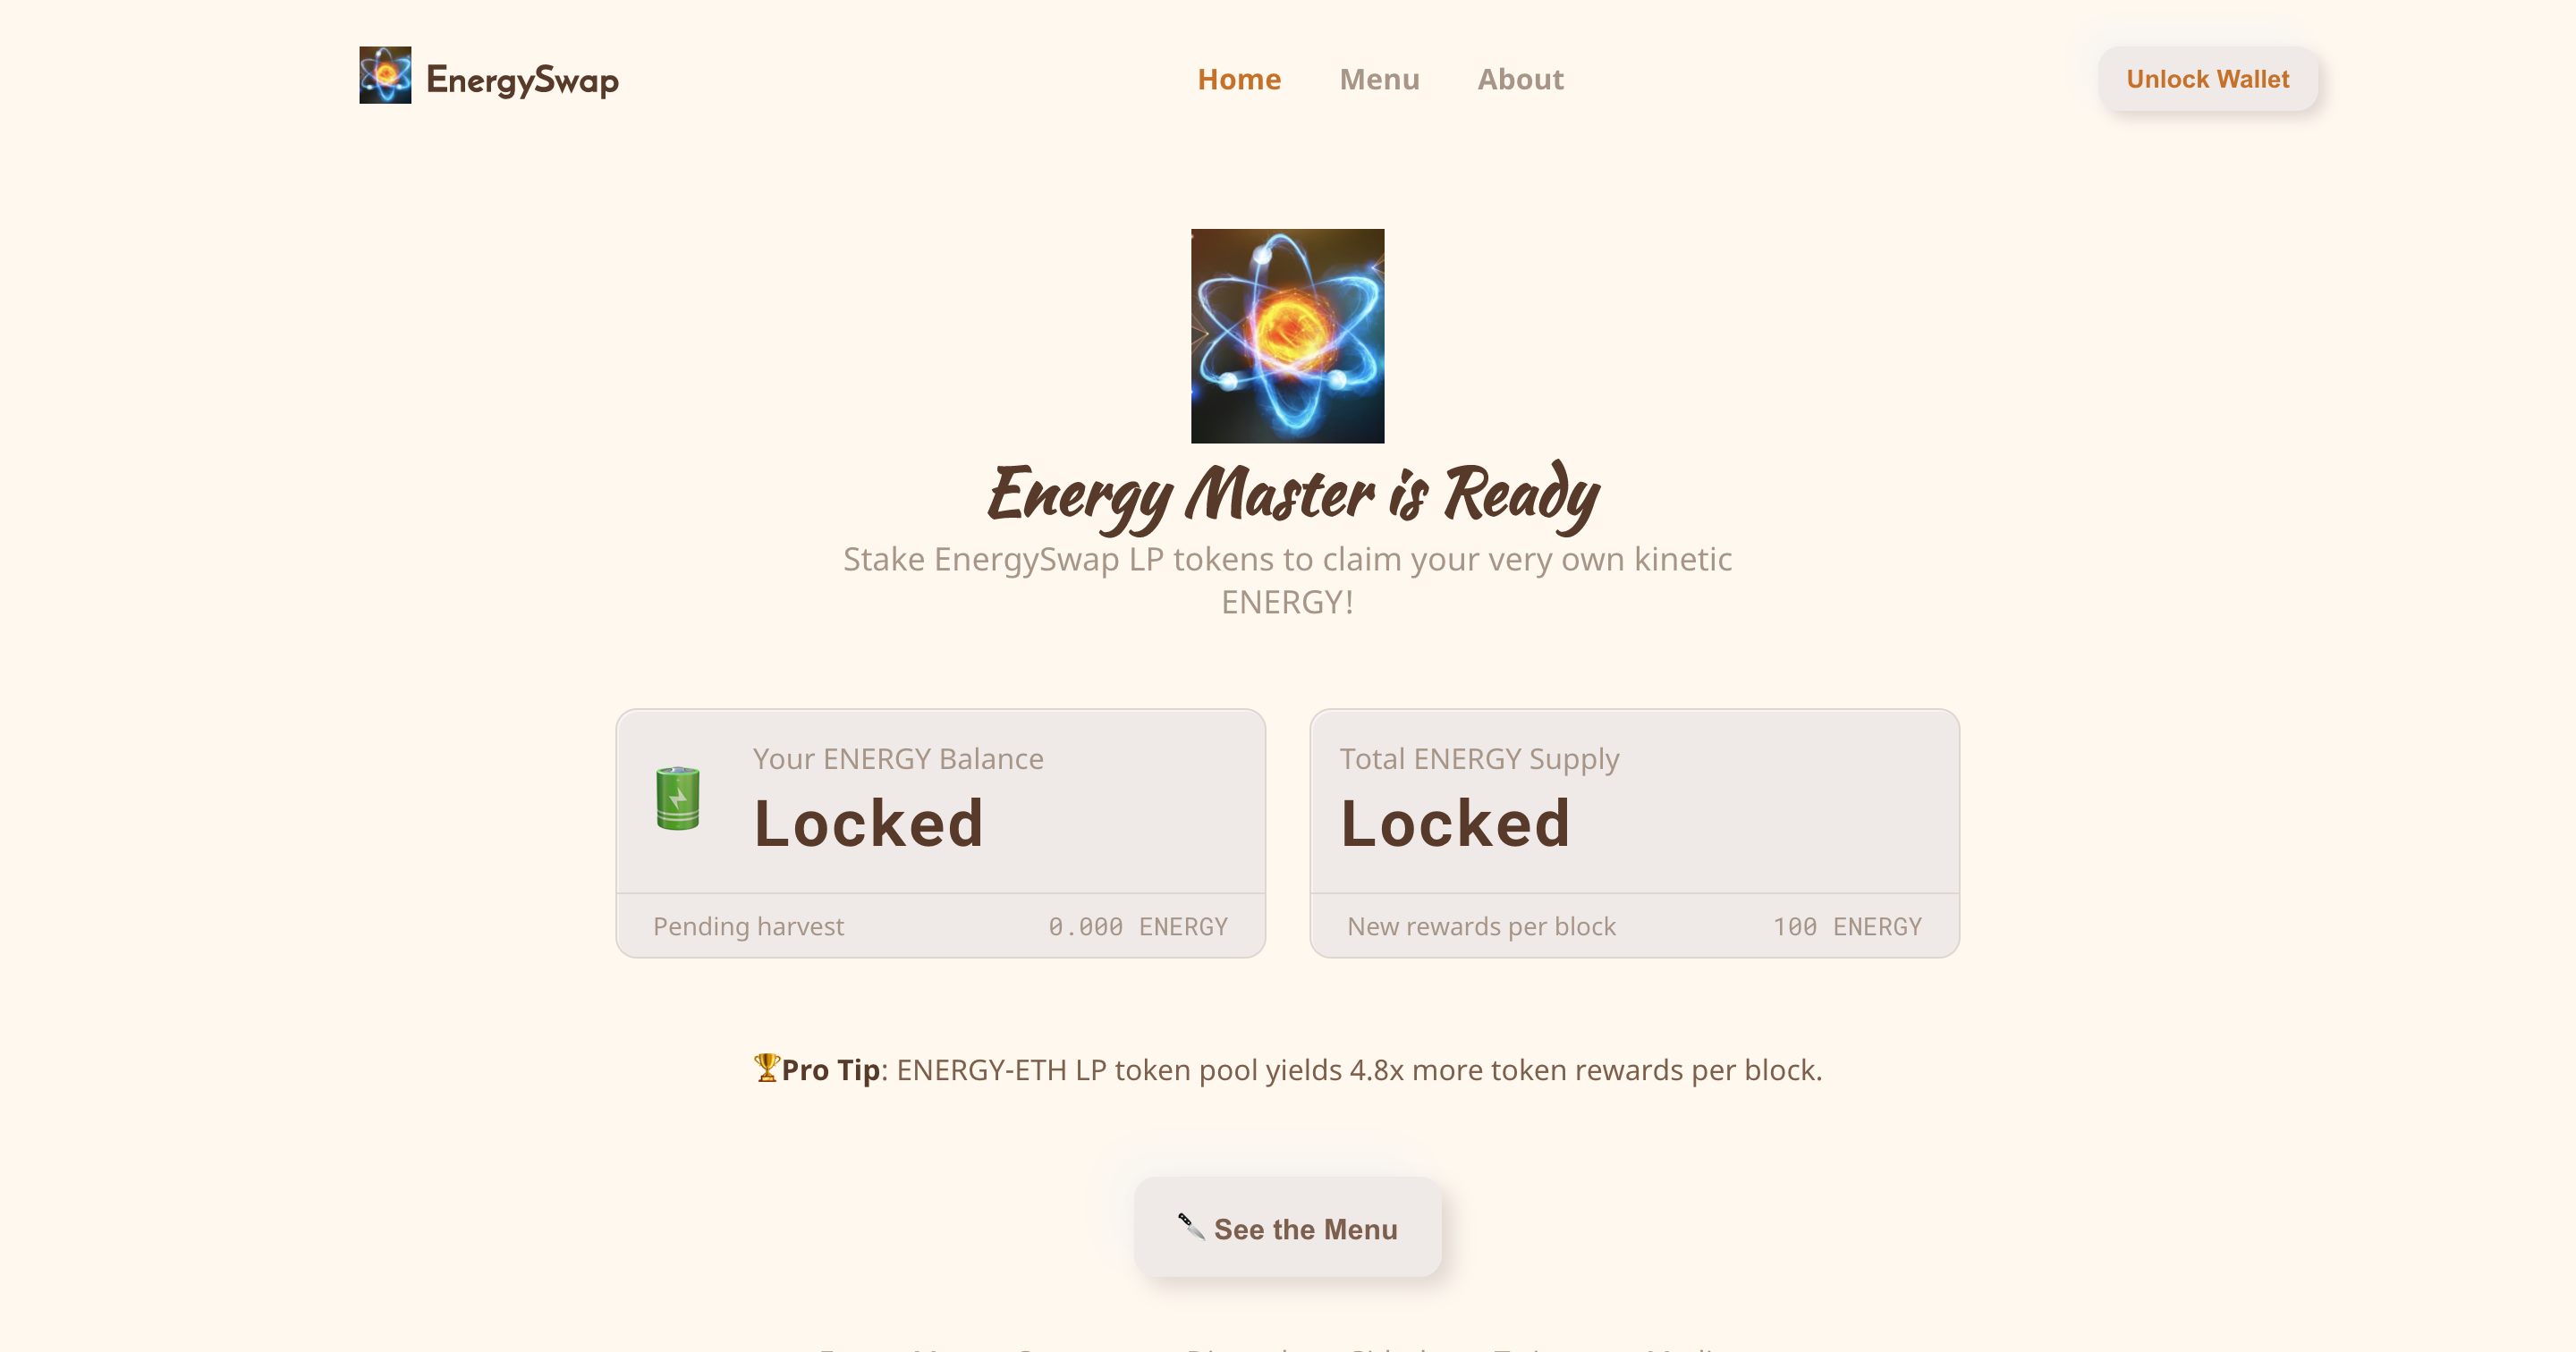 EnergySwap
Home Menu About
Unlock Wallet
Energy Master is Ready
Stake EnergySwap LP tokens to claim your very own kinetic
ENERGY!
Your ENERGY Balance
Locked
Pending harvest 0.000 ENERGY
Total ENERGY Supply
Locked
New rewards per block 100 ENERGY
🏆Pro Tip: ENERGY-ETH LP token pool yields 4.8x more token rewards per block.
🔪 See the Menu